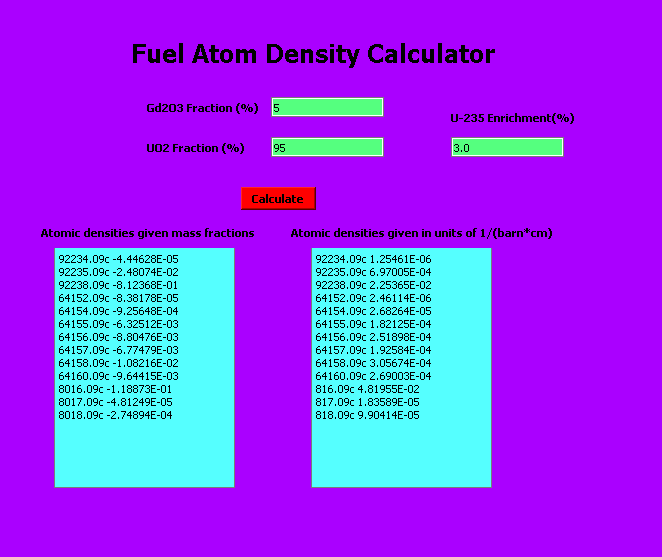 Fuel Atom Density Calculator
Gd2O3 Fraction (%) 5
U-235 Enrichment(%)
UO2 Fraction (%) 95 3.0
Calculate
Atomic densities given mass fractions
92234.09c -4.44628E-05
92235.09c -2.48074E-02
92238.09c -8.12368E-01
64152.09c -8.38178E-05
64154.09c -9.25648E-04
64155.09c -6.32512E-03
64156.09c -8.80476E-03
64157.09c -6.77479E-03
64158.09c -1.08216E-02
64160.09c -9.64415E-03
8016.09c -1.18873E-01
8017.09c -4.81249E-05
8018.09c -2.74894E-04
Atomic densities given in units of 1/(barn*cm)
92234.09c 1.25461E-06
92235.09c 6.97005E-04
92238.09c 2.25365E-02
64152.09c 2.46114E-06
64154.09c 2.68264E-05
64155.09c 1.82125E-04
64156.09c 2.51898E-04
64157.09c 1.92584E-04
64158.09c 3.05674E-04
64160.09c 2.69003E-04
816.09c 4.81955E-02
817.09c 1.83589E-05
818.09c 9.90414E-05